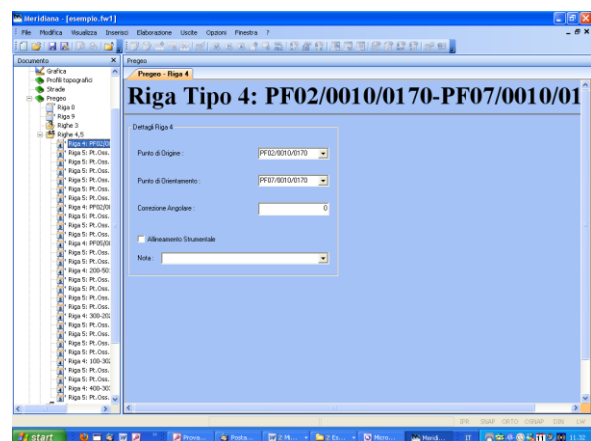 Meridiana - [esempio.fw1]
File Modifica Visualizza Inserisci Elaborazione Uscite Opzioni Finestra ?
Documento
Pregeo
Grafica
Profili topografici
Strade
Pregeo
Riga 0
Riga 9
Righe 3
Righe 4,5
Riga 4: PF02/0
Riga 5: Pt.Oss.
Riga 5: Pt.Oss.
Riga 5: Pt.Oss.
Riga 5: Pt.Oss.
Riga 5: Pt.Oss.
Riga 5: Pt.Oss.
Riga 4: PF02/0
Riga 5: Pt.Oss.
Riga 5: Pt.Oss.
Riga 5: Pt.Oss.
Riga 4: PF05/0
Riga 5: Pt.Oss.
Riga 5: Pt.Oss.
Riga 4: 200-50
Riga 5: Pt.Oss.
Riga 5: Pt.Oss.
Riga 5: Pt.Oss.
Riga 5: Pt.Oss.
Riga 4: 300-20
Riga 5: Pt.Oss.
Riga 5: Pt.Oss.
Riga 5: Pt.Oss.
Riga 4: 100-30
Riga 5: Pt.Oss.
Riga 5: Pt.Oss.
Riga 4: 400-30
Riga 5: Pt.Oss.
Pregeo - Riga 4
Riga Tipo 4: PF02/0010/0170-PF07/0010/01
Dettagli Riga 4
Punto di Origine : PF02/0010/0170
Punto di Orientamento : PF07/0010/0170
Correzione Angolare : 0
Allineamento Strumentale
Nota :
IPR SNAP ORTO OSNAP DIN LW
start Prova... Posta... 2 Mi... 2 Es... Micro... Meridi... IT 11.32